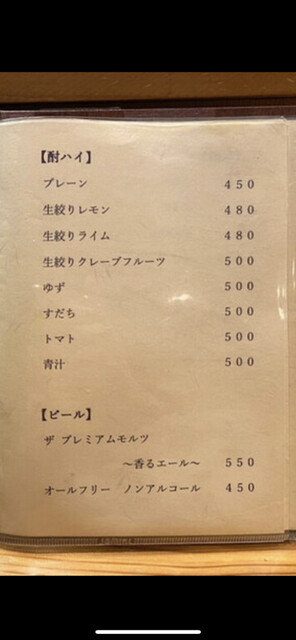 【酎ハイ】
プレーン 450
生絞りレモン 480
生絞りライム 480
生絞りグレープフルーツ 500
ゆず 500
すだち 500
トマト 500
青汁 500
【ビール】
ザ プレミアムモルツ
〜香るエール〜 550
オールフリー ノンアルコール 450